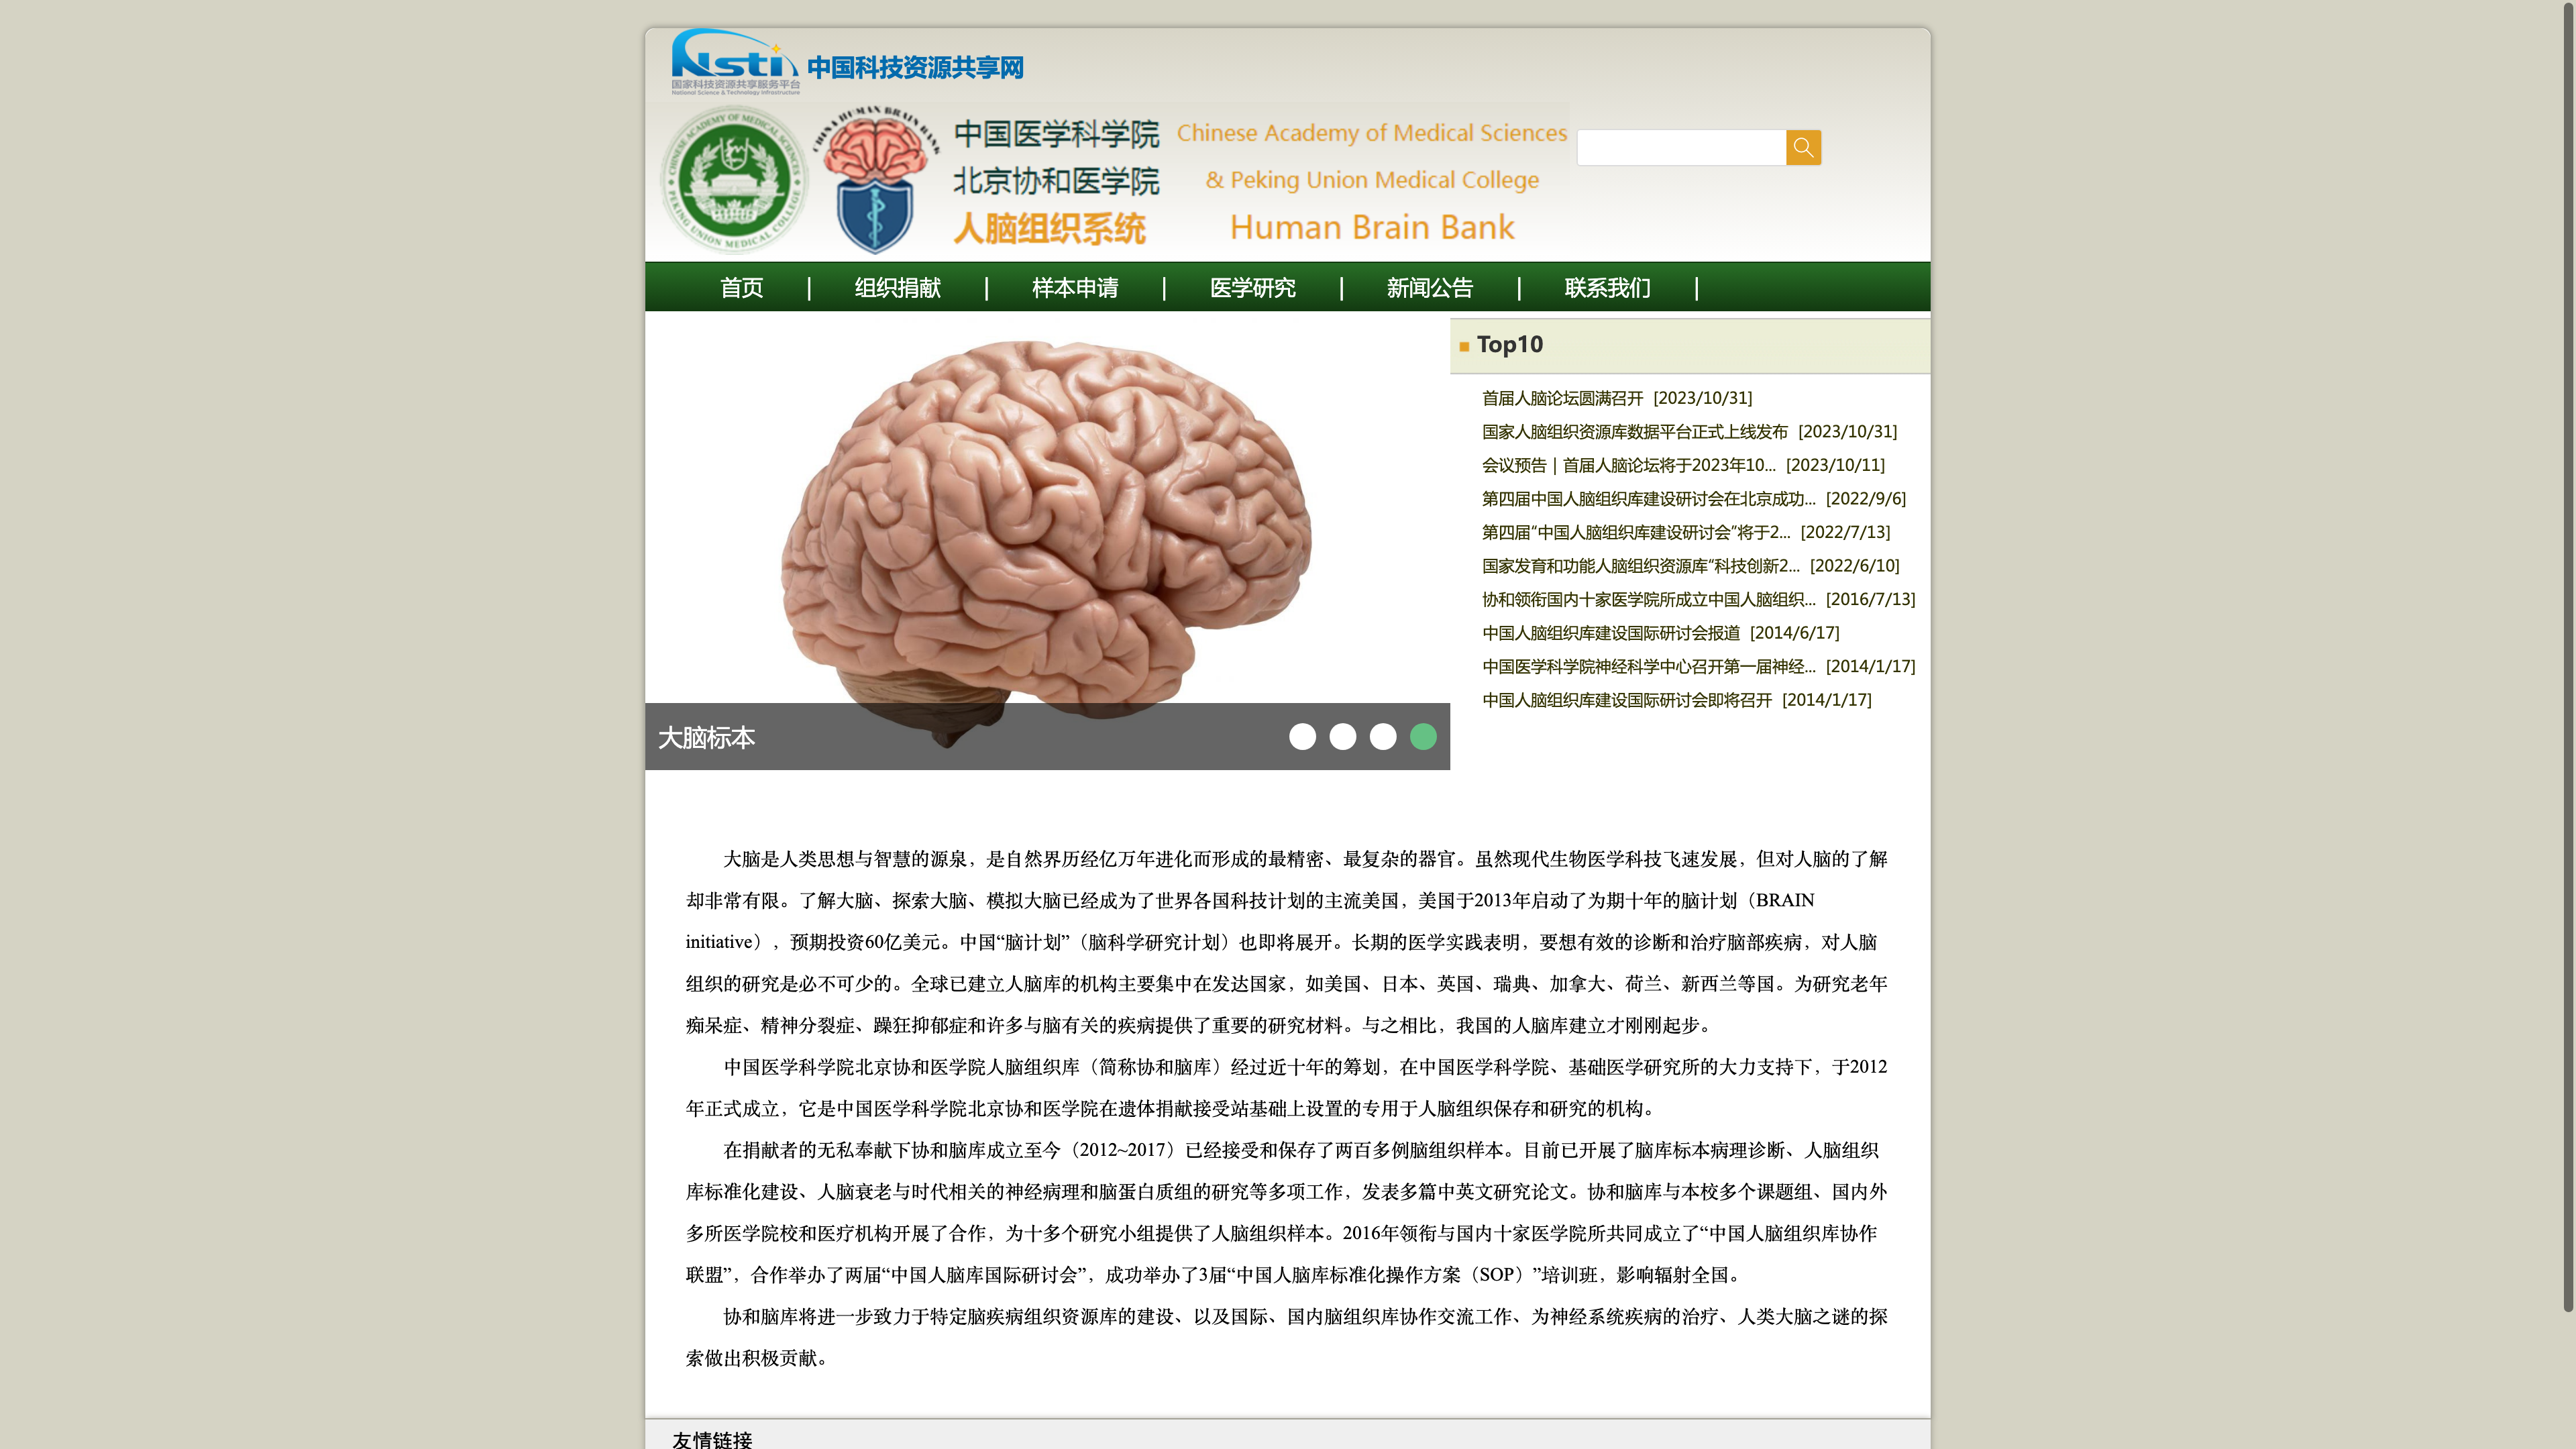 Nsti 中国科技资源共享网
国家科技资源共享服务平台
National Science & Technology Infrastructure
CHINESE ACADEMY OF MEDICAL SCIENCES
PEKING UNION MEDICAL COLLEGE
CHINA HUMAN BRAIN BANK
中国医学科学院 Chinese Academy of Medical Sciences
北京协和医学院 & Peking Union Medical College
人脑组织系统 Human Brain Bank
首页 | 组织捐献 | 样本申请 | 医学研究 | 新闻公告 | 联系我们 |
Top10
首届人脑论坛圆满召开 [2023/10/31]
国家人脑组织资源库数据平台正式上线发布 [2023/10/31]
会议预告 | 首届人脑论坛将于2023年10... [2023/10/11]
第四届中国人脑组织库建设研讨会在北京成功... [2022/9/6]
第四届“中国人脑组织库建设研讨会”将于2... [2022/7/13]
国家发育和功能人脑组织资源库“科技创新2... [2022/6/10]
协和领衔国内十家医学院所成立中国人脑组织... [2016/7/13]
中国人脑组织库建设国际研讨会报道 [2014/6/17]
中国医学科学院神经科学中心召开第一届神经... [2014/1/17]
中国人脑组织库建设国际研讨会即将召开 [2014/1/17]
大脑标本
大脑是人类思想与智慧的源泉，是自然界历经亿万年进化而形成的最精密、最复杂的器官。虽然现代生物医学科技飞速发展，但对人脑的了解
却非常有限。了解大脑、探索大脑、模拟大脑已经成为了世界各国科技计划的主流美国，美国于2013年启动了为期十年的脑计划（BRAIN
initiative），预期投资60亿美元。中国“脑计划”（脑科学研究计划）也即将展开。长期的医学实践表明，要想有效的诊断和治疗脑部疾病，对人脑
组织的研究是必不可少的。全球已建立人脑库的机构主要集中在发达国家，如美国、日本、英国、瑞典、加拿大、荷兰、新西兰等国。为研究老年
痴呆症、精神分裂症、躁狂抑郁症和许多与脑有关的疾病提供了重要的研究材料。与之相比，我国的人脑库建立才刚刚起步。
中国医学科学院北京协和医学院人脑组织库（简称协和脑库）经过近十年的筹划，在中国医学科学院、基础医学研究所的大力支持下，于2012
年正式成立，它是中国医学科学院北京协和医学院在遗体捐献接受站基础上设置的专用于人脑组织保存和研究的机构。
在捐献者的无私奉献下协和脑库成立至今（2012~2017）已经接受和保存了两百多例脑组织样本。目前已开展了脑库标本病理诊断、人脑组织
库标准化建设、人脑衰老与时代相关的神经病理和脑蛋白质组的研究等多项工作，发表多篇中英文研究论文。协和脑库与本校多个课题组、国内外
多所医学院校和医疗机构开展了合作，为十多个研究小组提供了人脑组织样本。2016年领衔与国内十家医学院所共同成立了“中国人脑组织库协作
联盟”，合作举办了两届“中国人脑库国际研讨会”，成功举办了3届“中国人脑库标准化操作方案（SOP）”培训班，影响辐射全国。
协和脑库将进一步致力于特定脑疾病组织资源库的建设、以及国际、国内脑组织库协作交流工作、为神经系统疾病的治疗、人类大脑之谜的探
索做出积极贡献。
友情链接